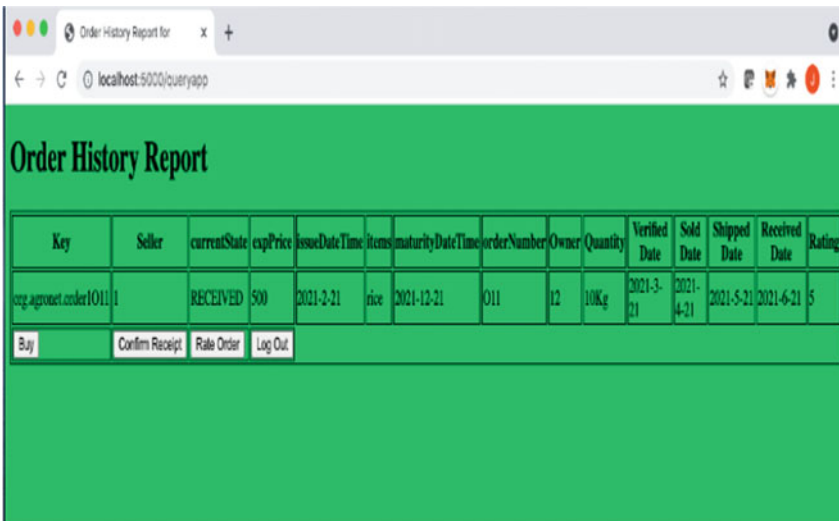 Order History Report for
localhost:5000/queryapp
J
Order History Report
Key Seller currentState expPrice issueDateTime items maturityDateTime orderNumber Owner Quantity Verified Date Sold Date Shipped Date Received Date Rating
1 RECEIVED 500 2021-2-21 rice 2021-12-21 O11 12 10Kg 2021-3-21 2021-4-21 2021-5-21 2021-6-21 5
Buy Confirm Receipt Rate Order Log Out